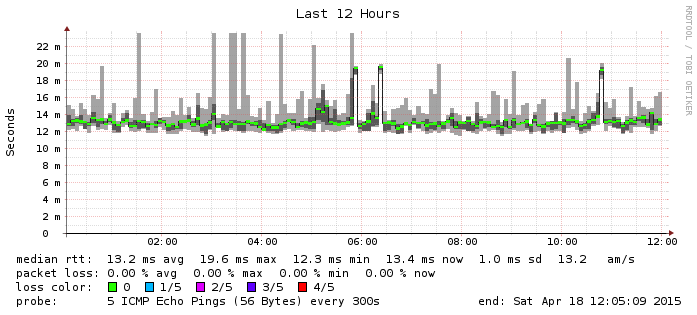 Last 12 Hours
RRDTOOL / TOBI OETIKER
Seconds
22 m
20 m
18 m
16 m
14 m
12 m
10 m
8 m
6 m
4 m
2 m
0
02:00 04:00 06:00 08:00 10:00 12:00
median rtt: 13.2 ms avg 19.6 ms max 12.3 ms min 13.4 ms now 1.0 ms sd 13.2 am/s
packet loss: 0.00 % avg 0.00 % max 0.00 % min 0.00 % now
loss color: 0 1/5 2/5 3/5 4/5
probe: 5 ICMP Echo Pings (56 Bytes) every 300s end: Sat Apr 18 12:05:09 2015